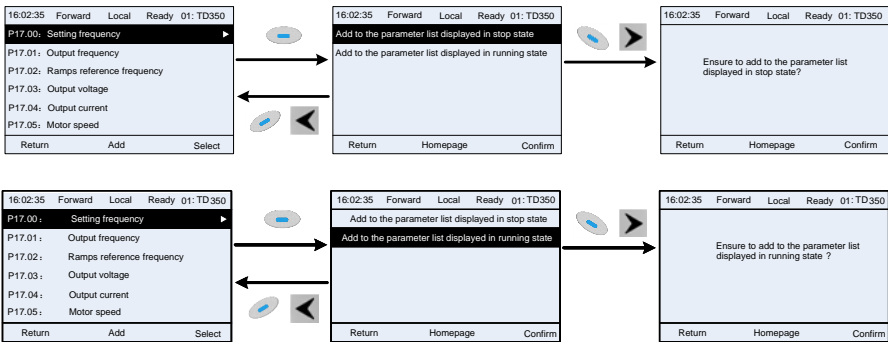 16:02:35 Forward Local Ready 01: TD350
P17.00: Setting frequency
P17.01: Output frequency
P17.02: Ramps reference frequency
P17.03: Output voltage
P17.04: Output current
P17.05: Motor speed
Return Add Select
16:02:35 Forward Local Ready 01: TD350
Add to the parameter list displayed in stop state
Add to the parameter list displayed in running state
Return Homepage Confirm
16:02:35 Forward Local Ready 01: TD350
Ensure to add to the parameter list
displayed in stop state?
Return Homepage Confirm
16:02:35 Forward Local Ready 01: TD350
P17.00: Setting frequency
P17.01: Output frequency
P17.02: Ramps reference frequency
P17.03: Output voltage
P17.04: Output current
P17.05: Motor speed
Return Add Select
16:02:35 Forward Local Ready 01: TD350
Add to the parameter list displayed in stop state
Add to the parameter list displayed in running state
Return Homepage Confirm
16:02:35 Forward Local Ready 01: TD350
Ensure to add to the parameter list
displayed in running state ?
Return Homepage Confirm